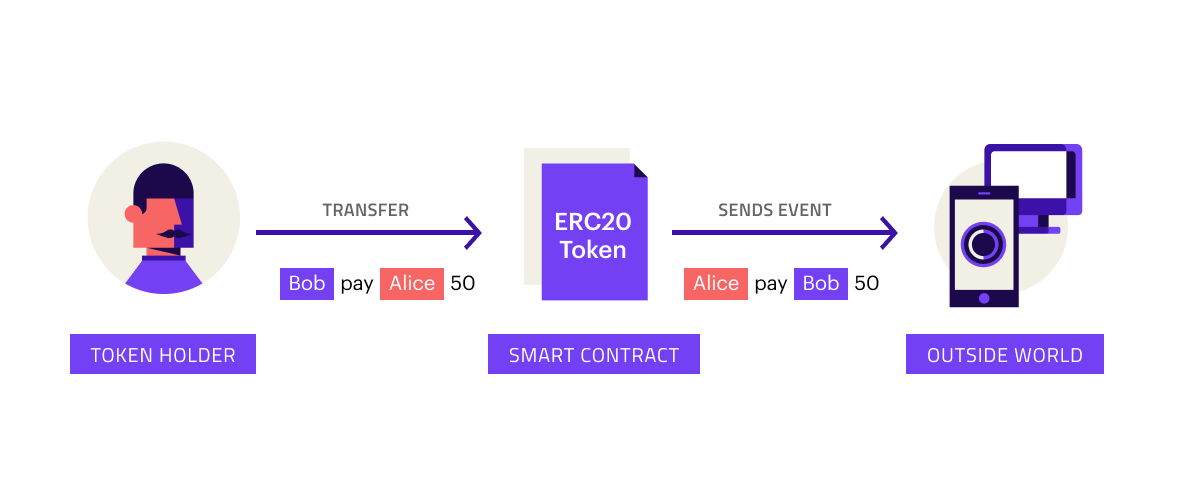 TRANSFER
SENDS EVENT
ERC20
Token
Bob pay Alice 50
Alice pay Bob 50
TOKEN HOLDER
SMART CONTRACT
OUTSIDE WORLD